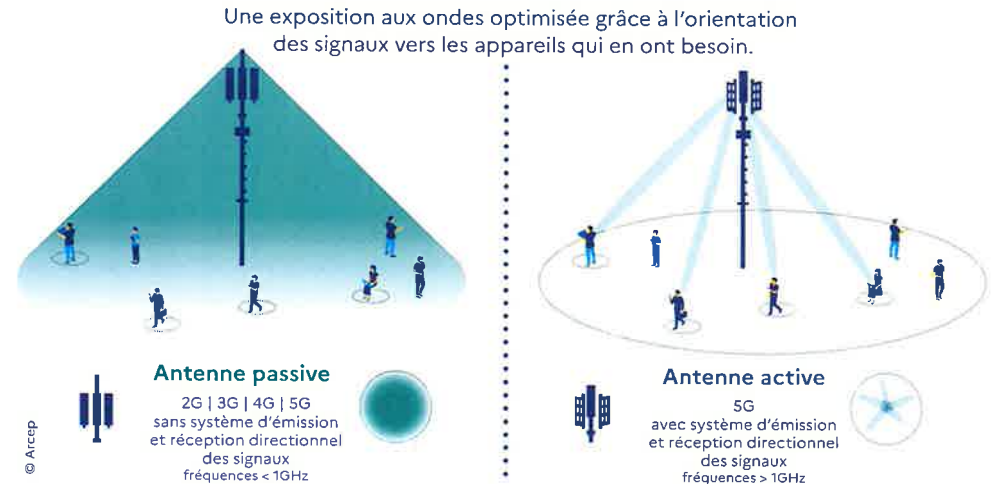 Une exposition aux ondes optimisée grâce à l'orientation
des signaux vers les appareils qui en ont besoin.
Antenne passive
2G | 3G | 4G | 5G
sans système d'émission
et réception directionnel
des signaux
fréquences < 1GHz
Antenne active
5G
avec système d'émission
et réception directionnel
des signaux
fréquences > 1GHz
© Arcep